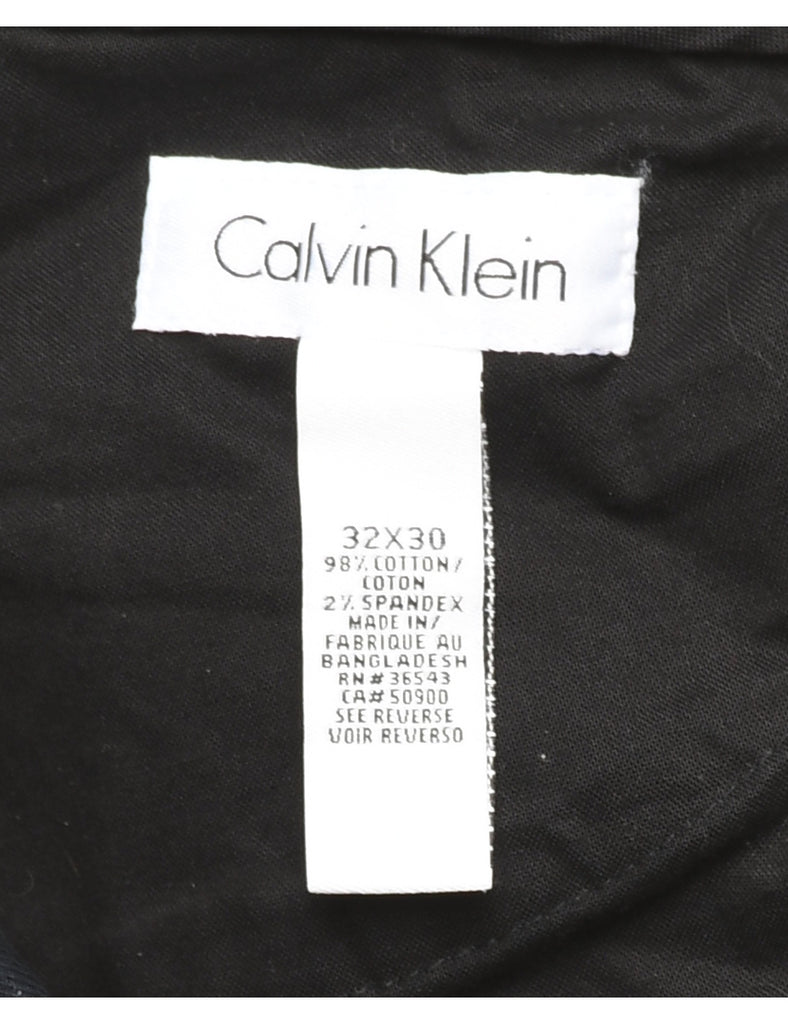 Calvin Klein
32X30
98% COTTON/
COTON
2% SPANDEX
MADE IN/
FABRIQUE AU
BANGLADESH
RN# 36543
CA# 50900
SEE REVERSE
VOIR REVERSO